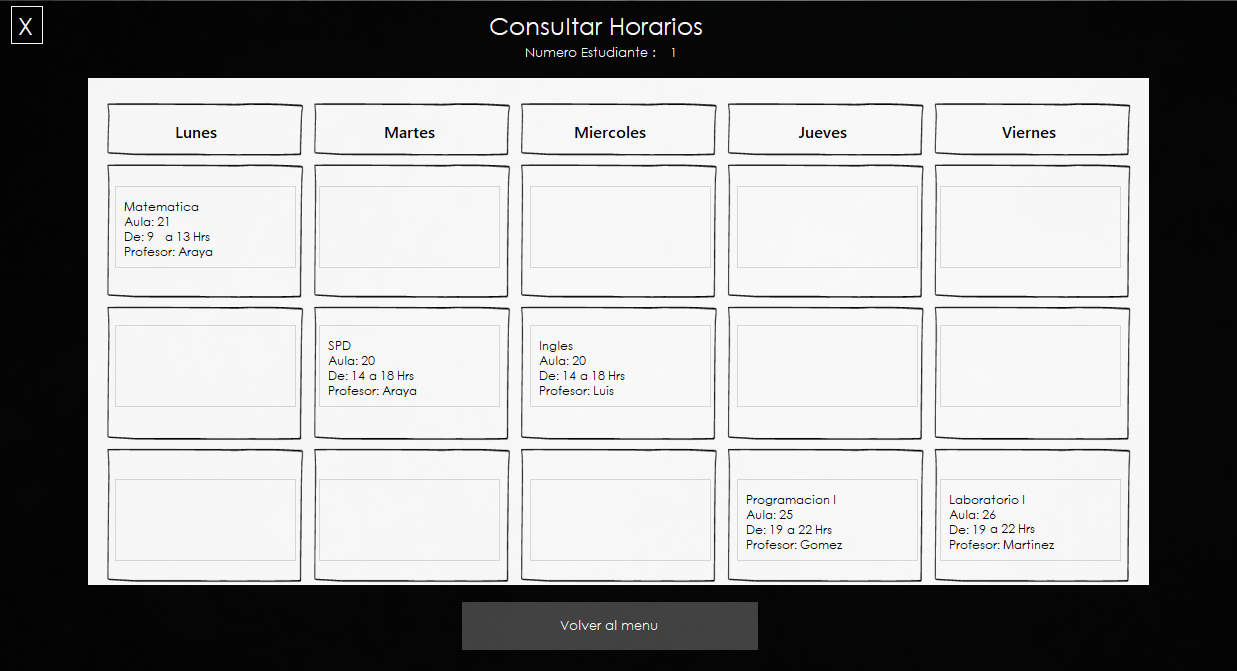 X
Consultar Horarios
Numero Estudiante : 1
Lunes
Martes
Miercoles
Jueves
Viernes
Matematica
Aula: 21
De: 9 a 13 Hrs
Profesor: Araya
SPD
Aula: 20
De: 14 a 18 Hrs
Profesor: Araya
Ingles
Aula: 20
De: 14 a 18 Hrs
Profesor: Luis
Programacion I
Aula: 25
De: 19 a 22 Hrs
Profesor: Gomez
Laboratorio I
Aula: 26
De: 19 a 22 Hrs
Profesor: Martinez
Volver al menu